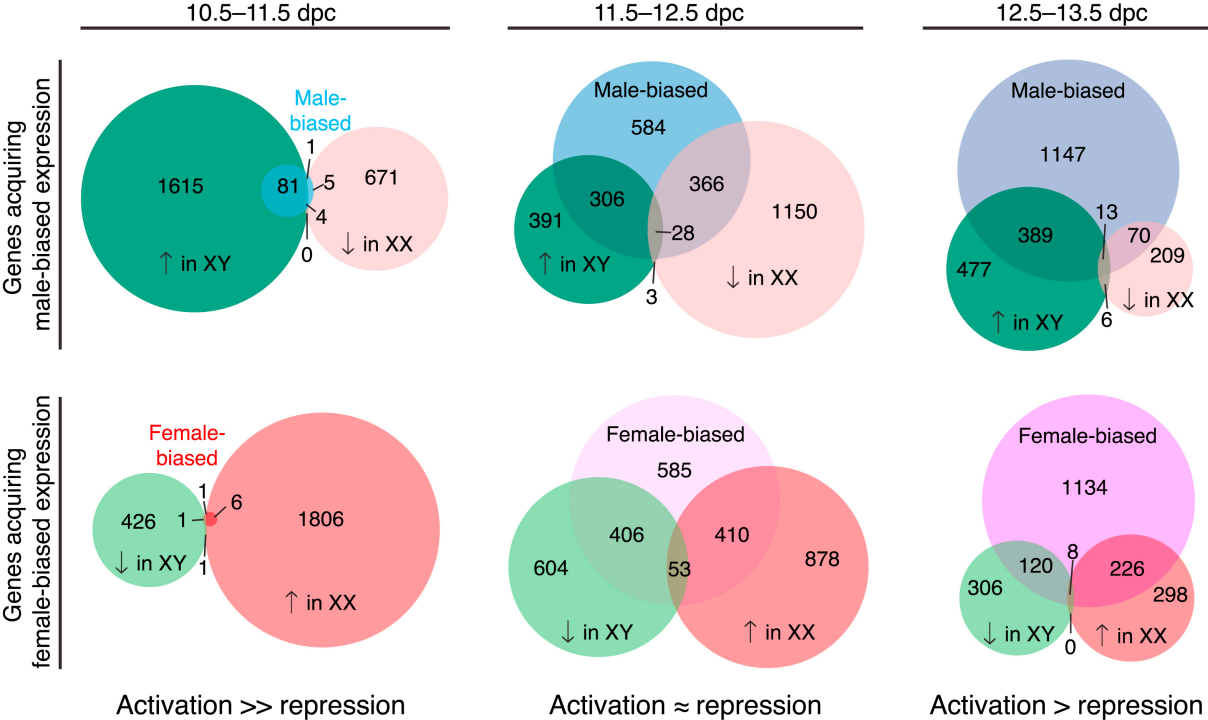 10.5–11.5 dpc
11.5–12.5 dpc
12.5–13.5 dpc
Genes acquiring
male-biased expression
Male-
biased
1
1615
81
5
671
4
0
↑ in XY
↓ in XX
Male-biased
584
306
366
391
1150
28
↑ in XY
↓ in XX
3
Male-biased
1147
13
389
70
477
209
↑ in XY
↓ in XX
6
Genes acquiring
female-biased expression
Female-
biased
1
6
426
1
1806
↓ in XY
1
↑ in XX
Female-biased
585
406
410
604
53
878
↓ in XY
↑ in XX
Female-biased
1134
8
120
226
306
298
↓ in XY
↑ in XX
0
Activation >> repression
Activation ≈ repression
Activation > repression